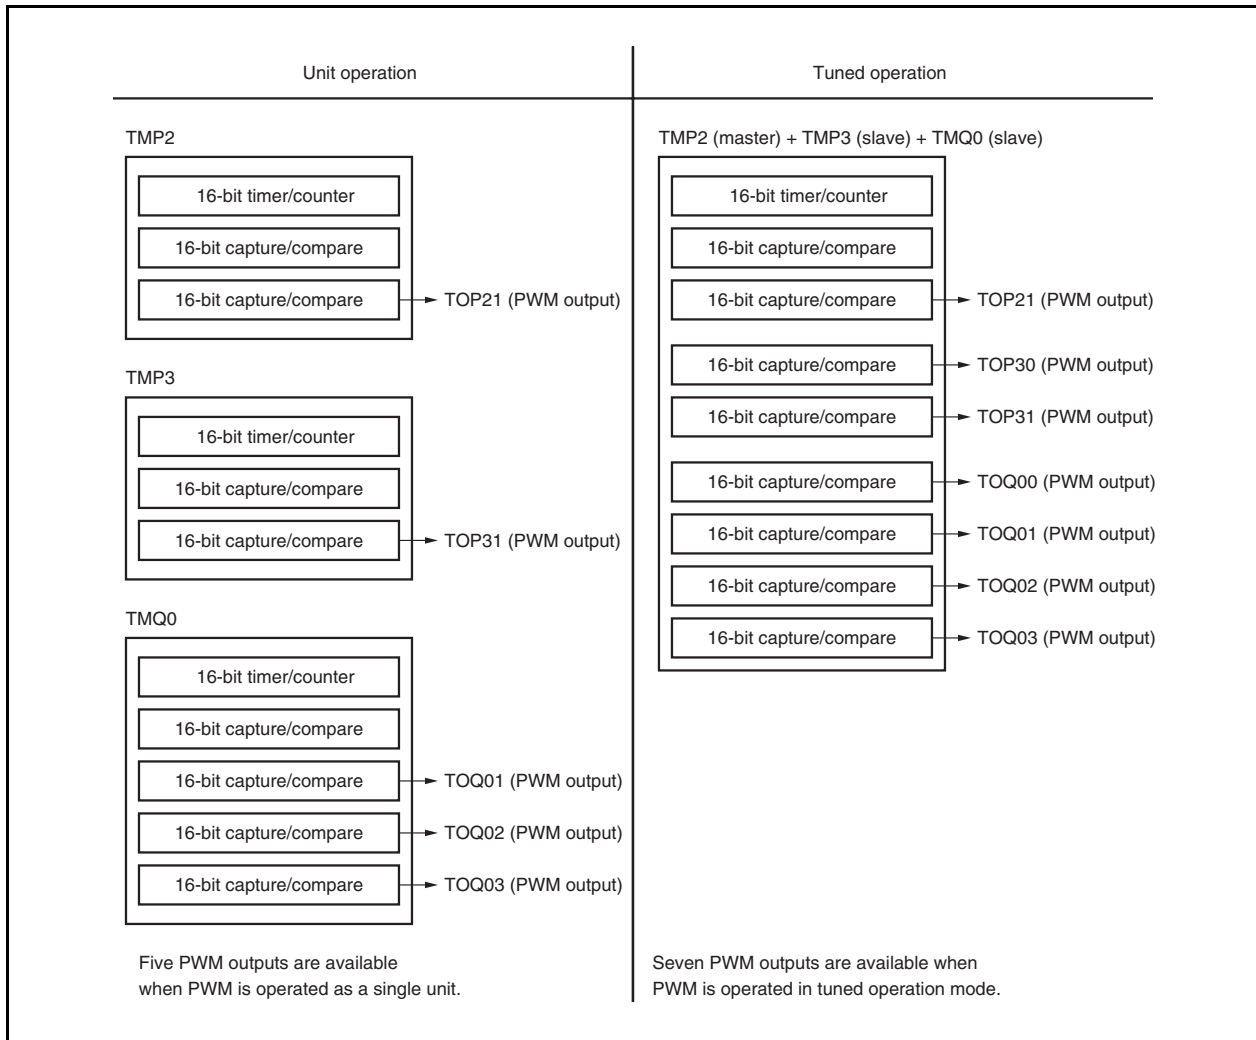 Unit operation
TMP2
16-bit timer/counter
16-bit capture/compare
16-bit capture/compare
TOP21 (PWM output)
TMP3
16-bit timer/counter
16-bit capture/compare
16-bit capture/compare
TOP31 (PWM output)
TMQ0
16-bit timer/counter
16-bit capture/compare
16-bit capture/compare
TOQ01 (PWM output)
16-bit capture/compare
TOQ02 (PWM output)
16-bit capture/compare
TOQ03 (PWM output)
Five PWM outputs are available
when PWM is operated as a single unit.
Tuned operation
TMP2 (master) + TMP3 (slave) + TMQ0 (slave)
16-bit timer/counter
16-bit capture/compare
16-bit capture/compare
TOP21 (PWM output)
16-bit capture/compare
TOP30 (PWM output)
16-bit capture/compare
TOP31 (PWM output)
16-bit capture/compare
TOQ00 (PWM output)
16-bit capture/compare
TOQ01 (PWM output)
16-bit capture/compare
TOQ02 (PWM output)
16-bit capture/compare
TOQ03 (PWM output)
Seven PWM outputs are available when
PWM is operated in tuned operation mode.